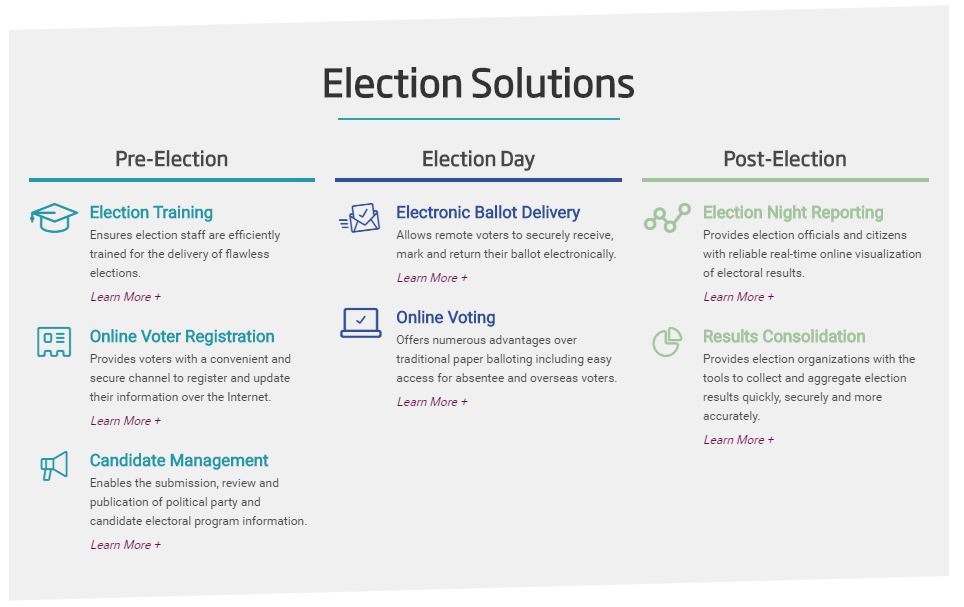 Election Solutions
Pre-Election
Election Training
Ensures election staff are efficiently
trained for the delivery of flawless
elections.
Learn More +
Online Voter Registration
Provides voters with a convenient and
secure channel to register and update
their information over the Internet.
Learn More +
Candidate Management
Enables the submission, review and
publication of political party and
candidate electoral program information.
Learn More +
Election Day
Electronic Ballot Delivery
Allows remote voters to securely receive,
mark and return their ballot electronically.
Learn More +
Online Voting
Offers numerous advantages over
traditional paper balloting including easy
access for absentee and overseas voters.
Learn More +
Post-Election
Election Night Reporting
Provides election officials and citizens
with reliable real-time online visualization
of electoral results.
Learn More +
Results Consolidation
Provides election organizations with the
tools to collect and aggregate election
results quickly, securely and more
accurately.
Learn More +